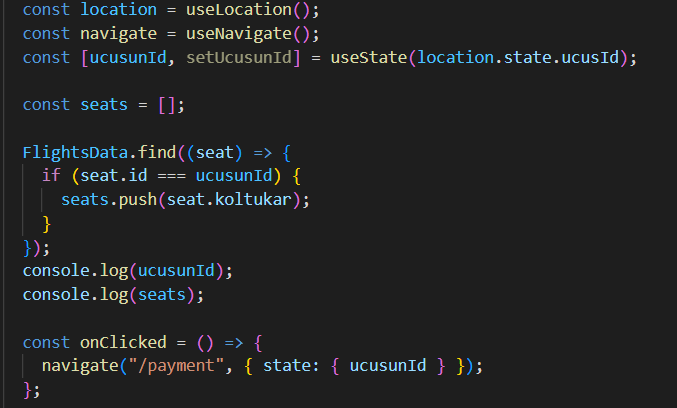 const location = useLocation();
const navigate = useNavigate();
const [ucusunId, setUcusunId] = useState(location.state.ucusId);
const seats = [];
FlightsData.find((seat) => {
if (seat.id === ucusunId) {
seats.push(seat.koltukar);
}
});
console.log(ucusunId);
console.log(seats);
const onClicked = () => {
navigate("/payment", { state: { ucusunId } });
};